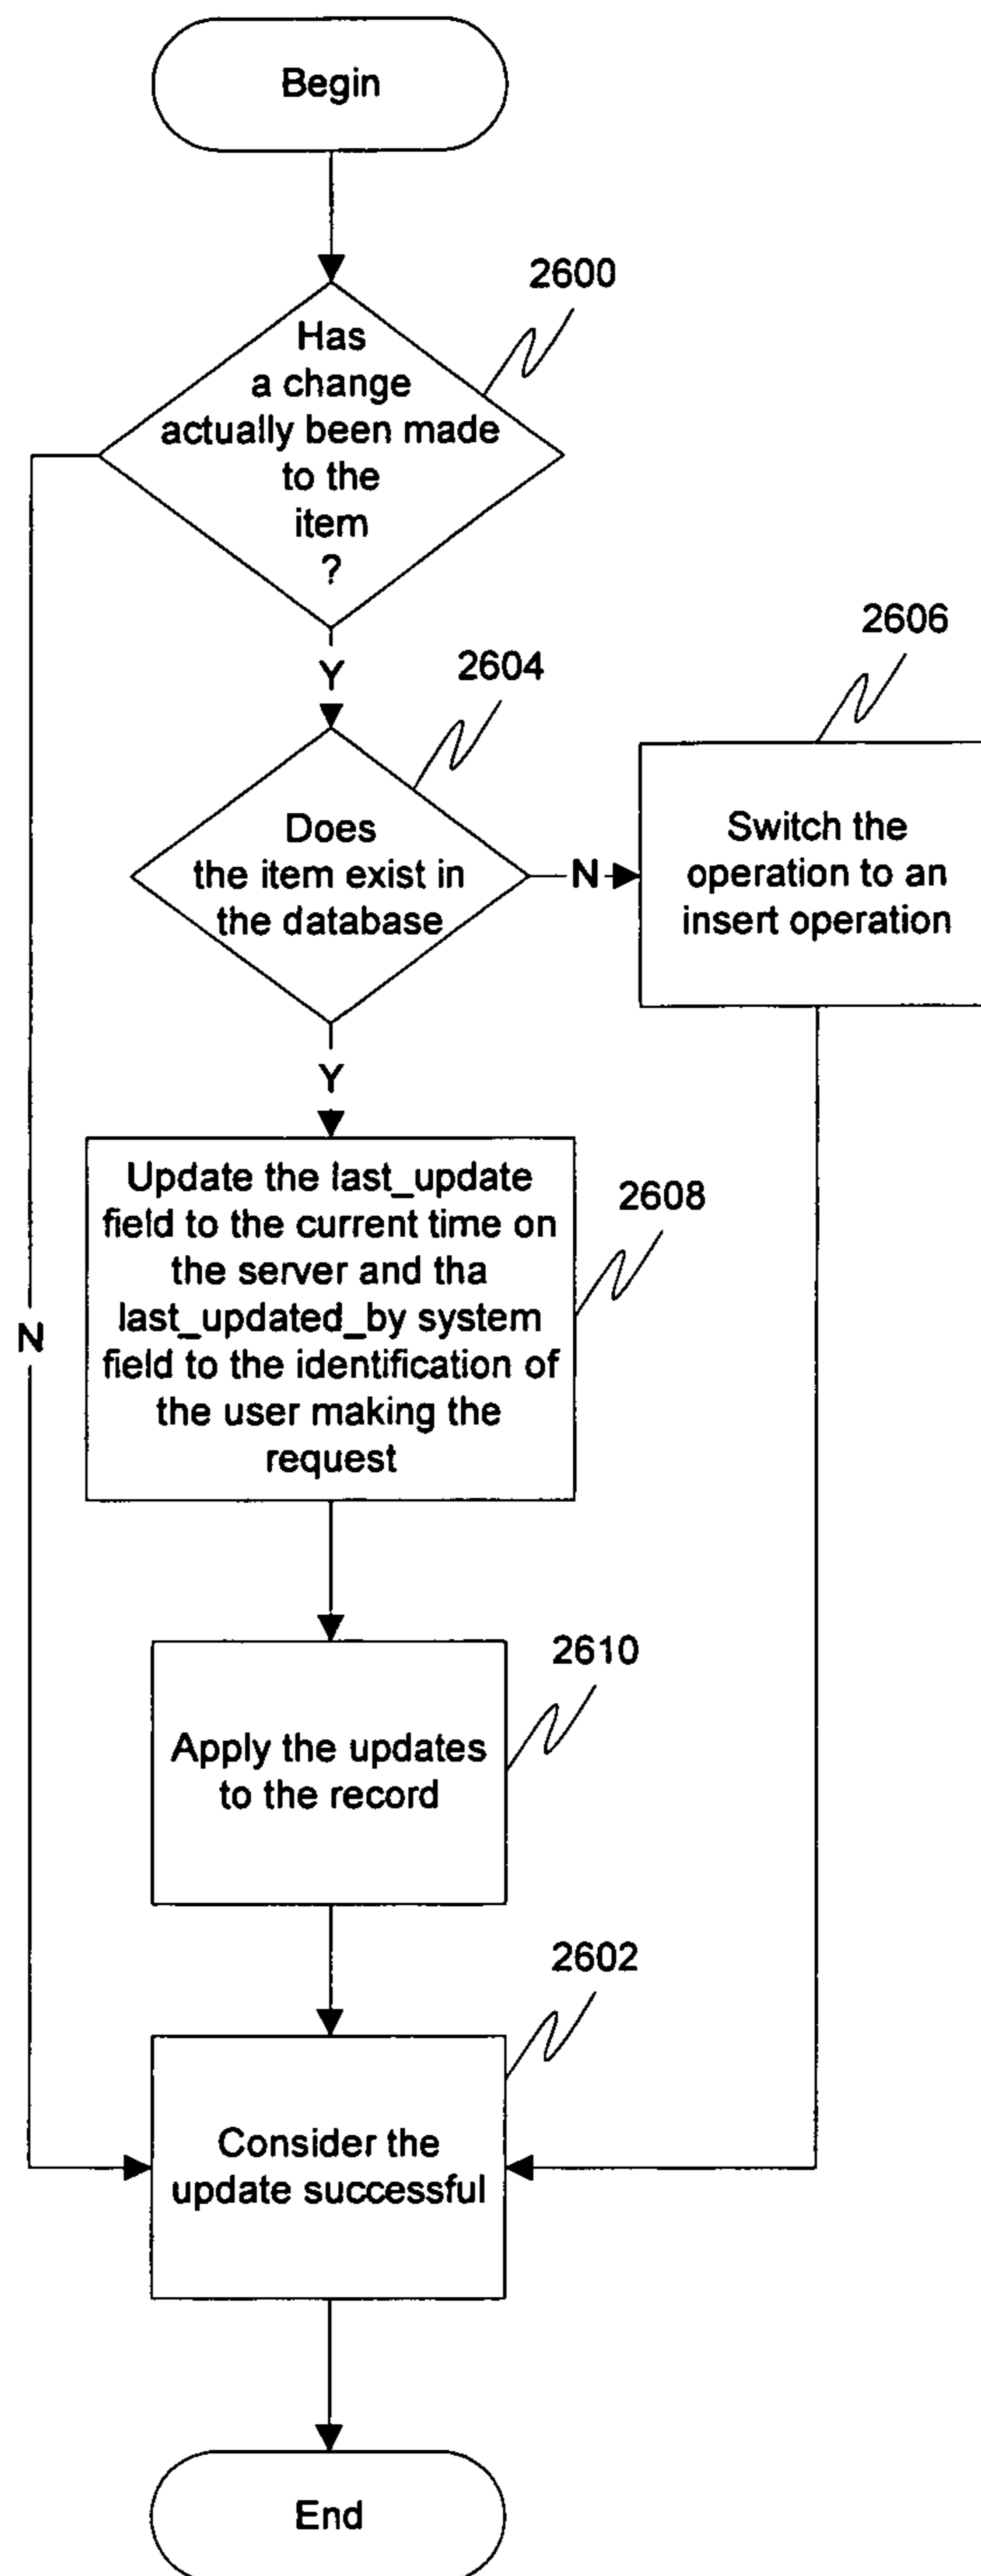 Begin
2600
Has
a change
actually been made
to the
item
?
Y
2604
2606
Does
the item exist in
the database
N
Switch the
operation to an
insert operation
Y
Update the last_update
field to the current time on
the server and tha
last_updated_by system
field to the identification of
the user making the
request
2608
N
2610
Apply the updates
to the record
2602
Consider the
update successful
End